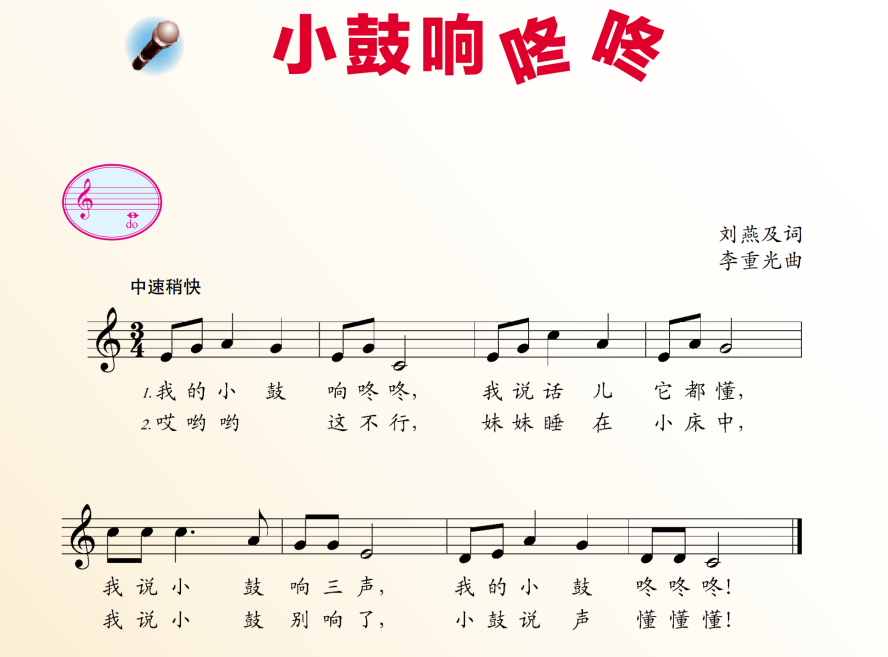 小鼓响咚咚
do
刘燕及词
李重光曲
中速稍快
3
4
1.我的小鼓 响咚咚, 我说话儿 它都懂,
2.哎哟哟 这不行, 妹妹睡在 小床中,
我说小 鼓 响三声, 我的小 鼓 咚咚咚!
我说小 鼓 别响了, 小鼓说 声 懂懂懂!